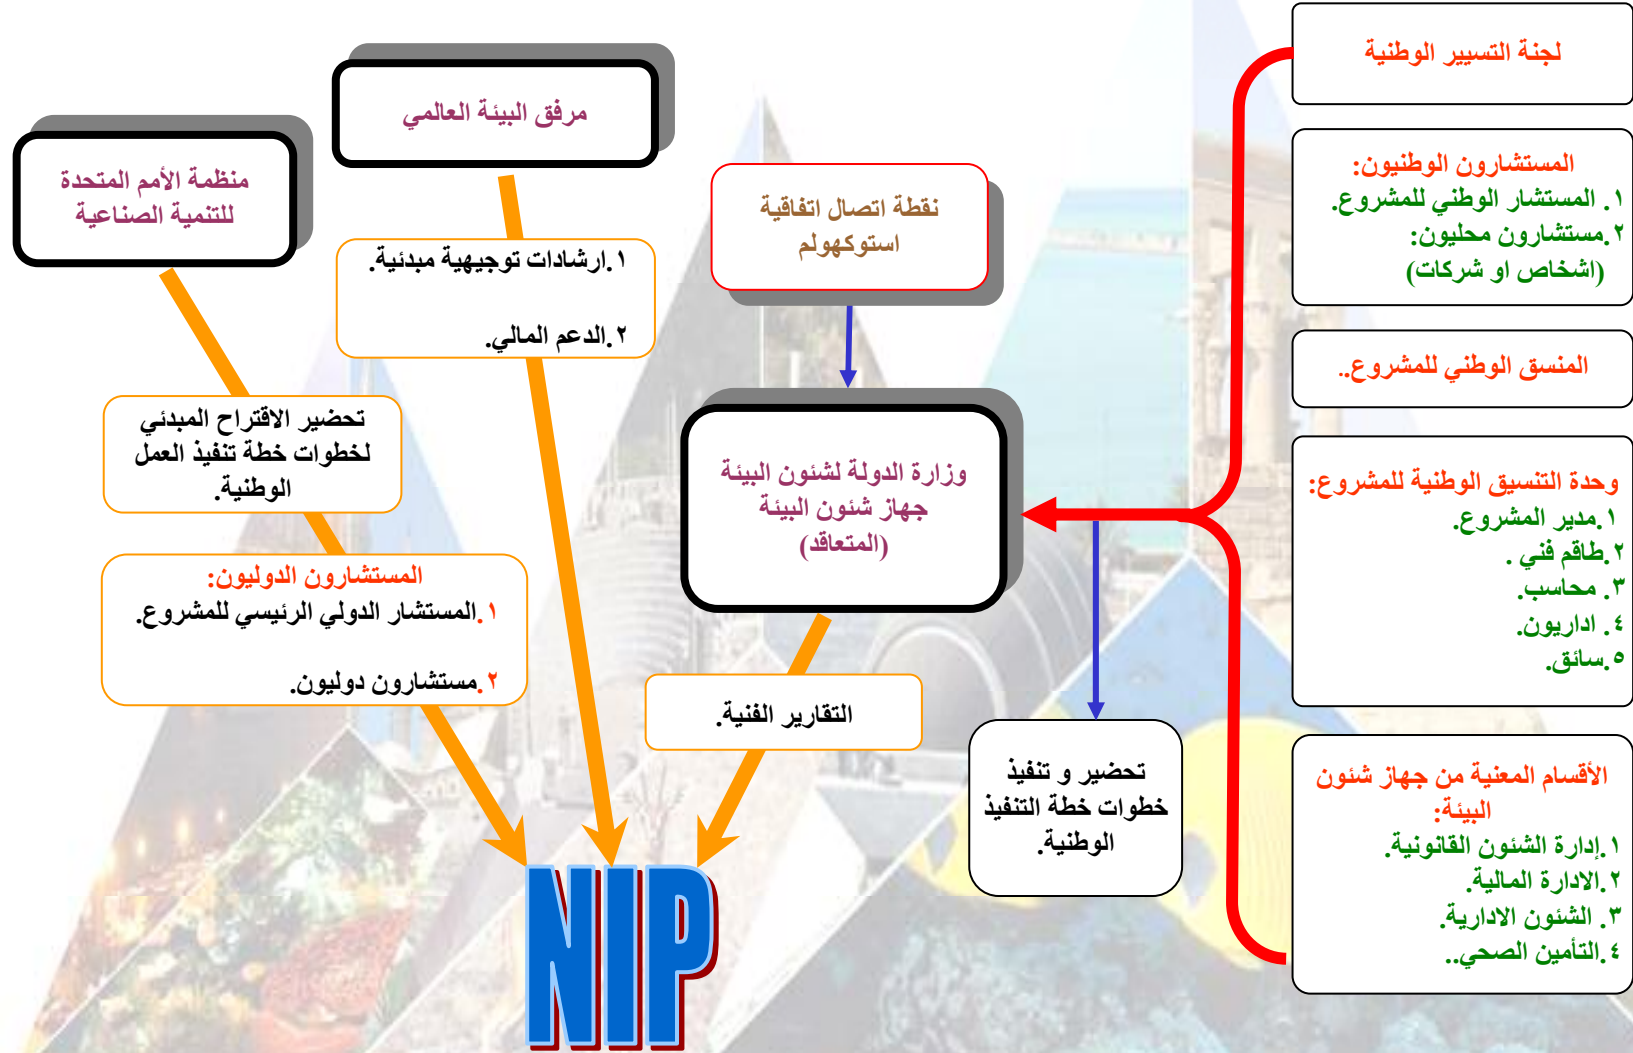 لجنة التسيير الوطنية
المستشارون الوطنيون:
١. المستشار الوطني للمشروع.
٢.مستشارون محليون:
(اشخاص او شركات)
المنسق الوطني للمشروع..
وحدة التنسيق الوطنية للمشروع:
١.مدير المشروع.
٢.طاقم فني .
٣. محاسب.
٤. اداريون.
٥.سائق.
الأقسام المعنية من جهاز شئون
البيئة:
١.إدارة الشئون القانونية.
٢.الادارة المالية.
٣. الشئون الادارية.
٤.التأمين الصحي..
نقطة اتصال اتفاقية
استوكهولم
وزارة الدولة لشئون البيئة
جهاز شئون البيئة
(المتعاقد)
تحضير و تنفيذ
خطوات خطة التنفيذ
الوطنية.
التقارير الفنية.
مرفق البيئة العالمي
١.ارشادات توجيهية مبدئية.
٢.الدعم المالي.
منظمة الأمم المتحدة
للتنمية الصناعية
تحضير الاقتراح المبدئي
لخطوات خطة تنفيذ العمل
الوطنية.
المستشارون الدوليون:
١.المستشار الدولي الرئيسي للمشروع.
٢.مستشارون دوليون.
NIP